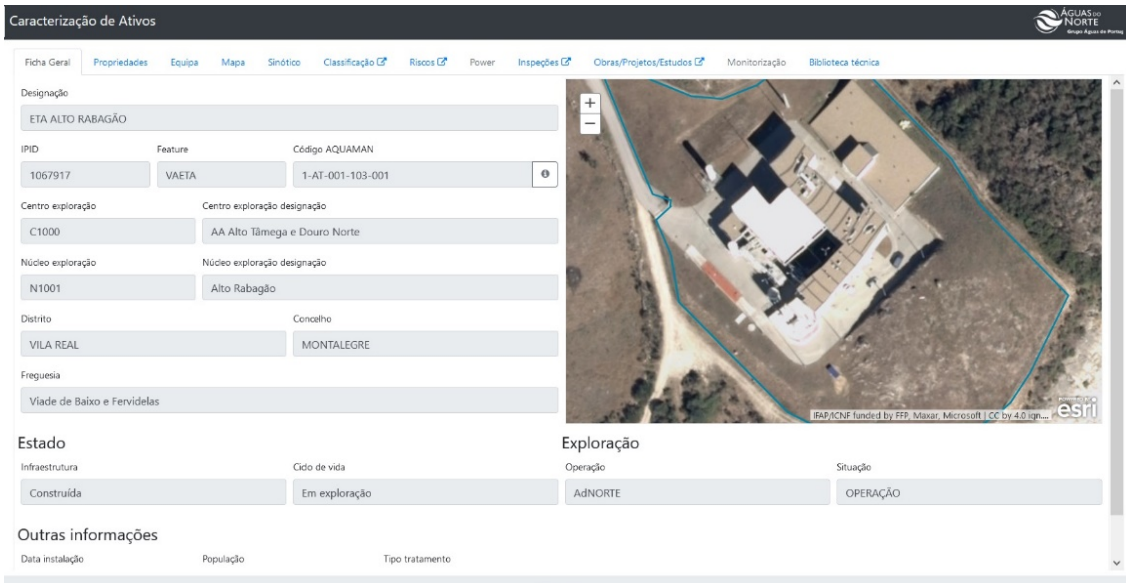 Caracterização de Ativos
ÁGUAS DO
NORTE
Grupo Águas de Portug
Ficha Geral Propriedades Equipa Mapa Sinótico Classificação Riscos Power Inspeções Obras/Projetos/Estudos Monitorização Biblioteca técnica
Designação
ETA ALTO RABAGÃO
IPID Feature Código AQUAMAN
1067917 VAETA 1-AT-001-103-001
Centro exploração Centro exploração designação
C1000 AA Alto Tâmega e Douro Norte
Núcleo exploração Núcleo exploração designação
N1001 Alto Rabagão
Distrito Concelho
VILA REAL MONTALEGRE
Freguesia
Viade de Baixo e Fervidelas
+
−
IFAP/ICNF funded by FFP, Maxar, Microsoft | CC by 4.0 ign....
esri
Estado Exploração
Infraestrutura Ciclo de vida Operação Situação
Construída Em exploração AdNORTE OPERAÇÃO
Outras informações
Data instalação População Tipo tratamento